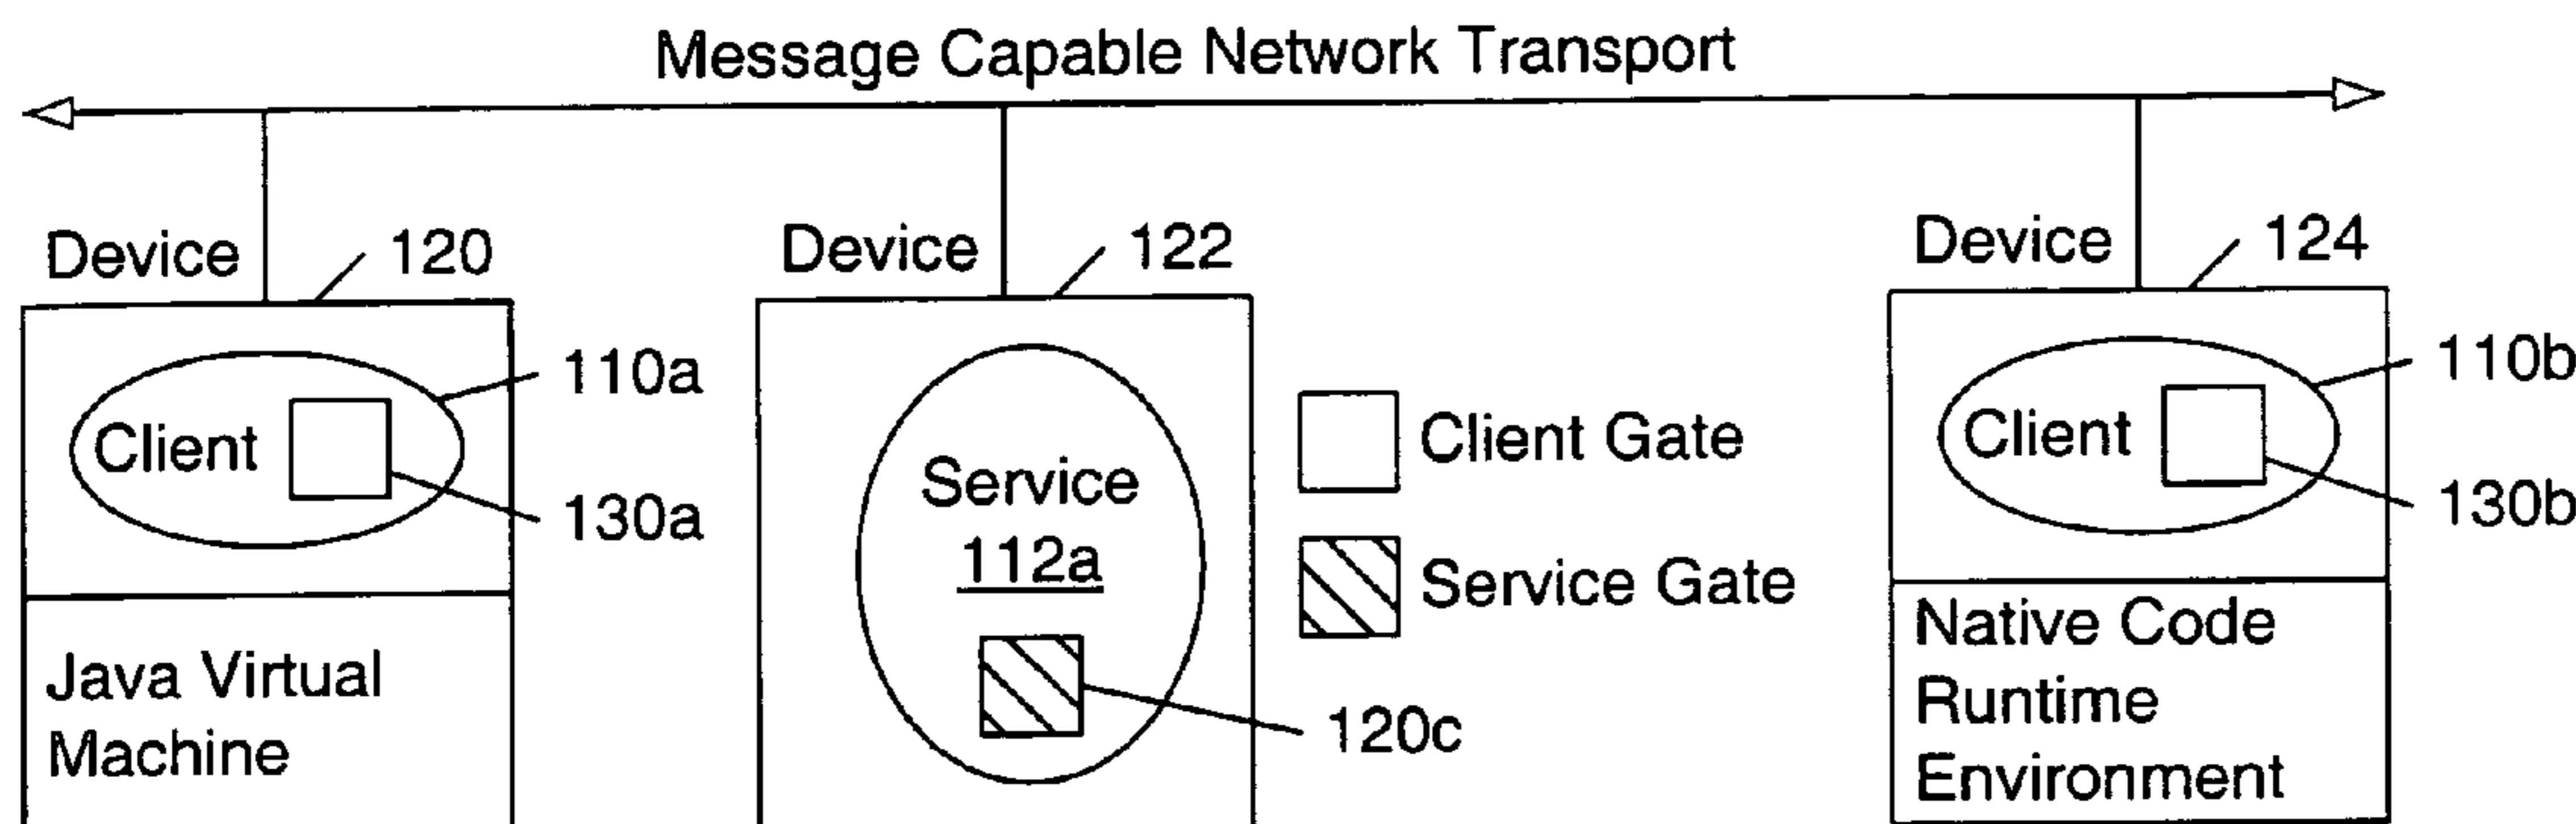 Message Capable Network Transport
Device
120
Device
122
Device
124
Client
110a
130a
Java Virtual
Machine
Service
112a
120c
Client Gate
Service Gate
Client
110b
130b
Native Code
Runtime
Environment